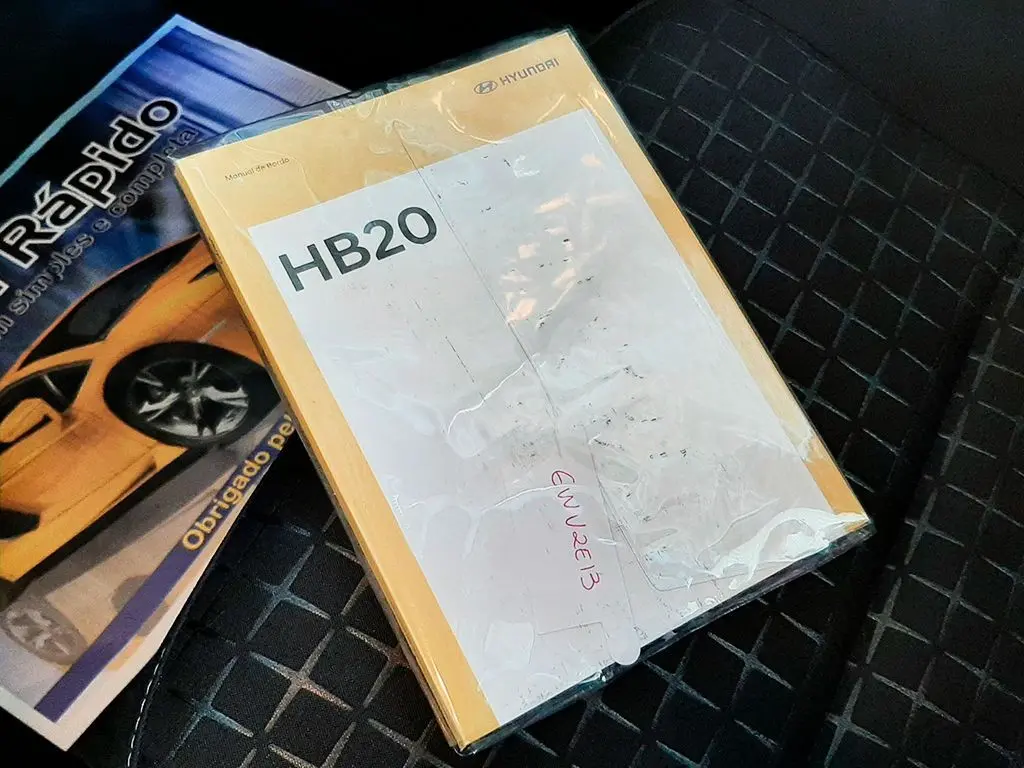 HYUNDAI
Manual de Bordo
HB20
EWV2E13
Rápido
simples e completa!
Obrigado pel